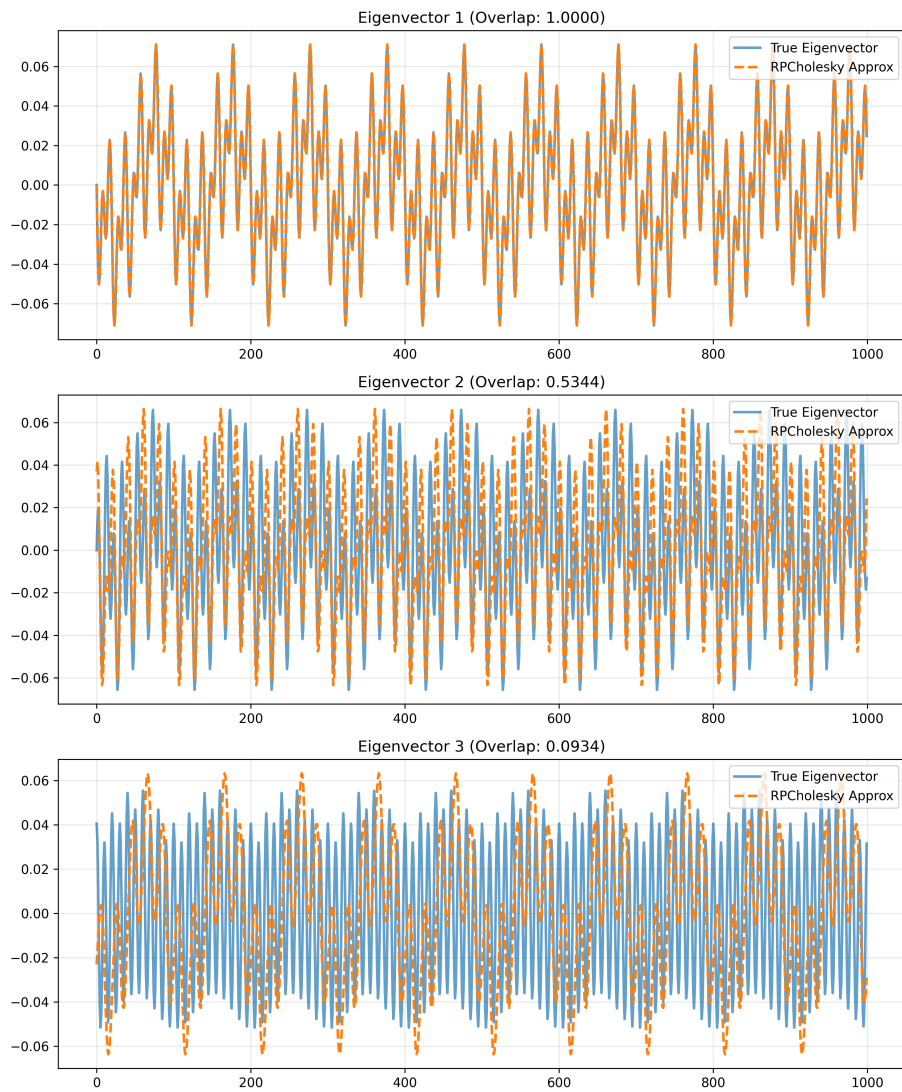 Eigenvector 1 (Overlap: 1.0000)
True Eigenvector
RPCholesky Approx
0.06
0.04
0.02
0.00
−0.02
−0.04
−0.06
0 200 400 600 800 1000
Eigenvector 2 (Overlap: 0.5344)
True Eigenvector
RPCholesky Approx
0.06
0.04
0.02
0.00
−0.02
−0.04
−0.06
0 200 400 600 800 1000
Eigenvector 3 (Overlap: 0.0934)
True Eigenvector
RPCholesky Approx
0.06
0.04
0.02
0.00
−0.02
−0.04
−0.06
0 200 400 600 800 1000